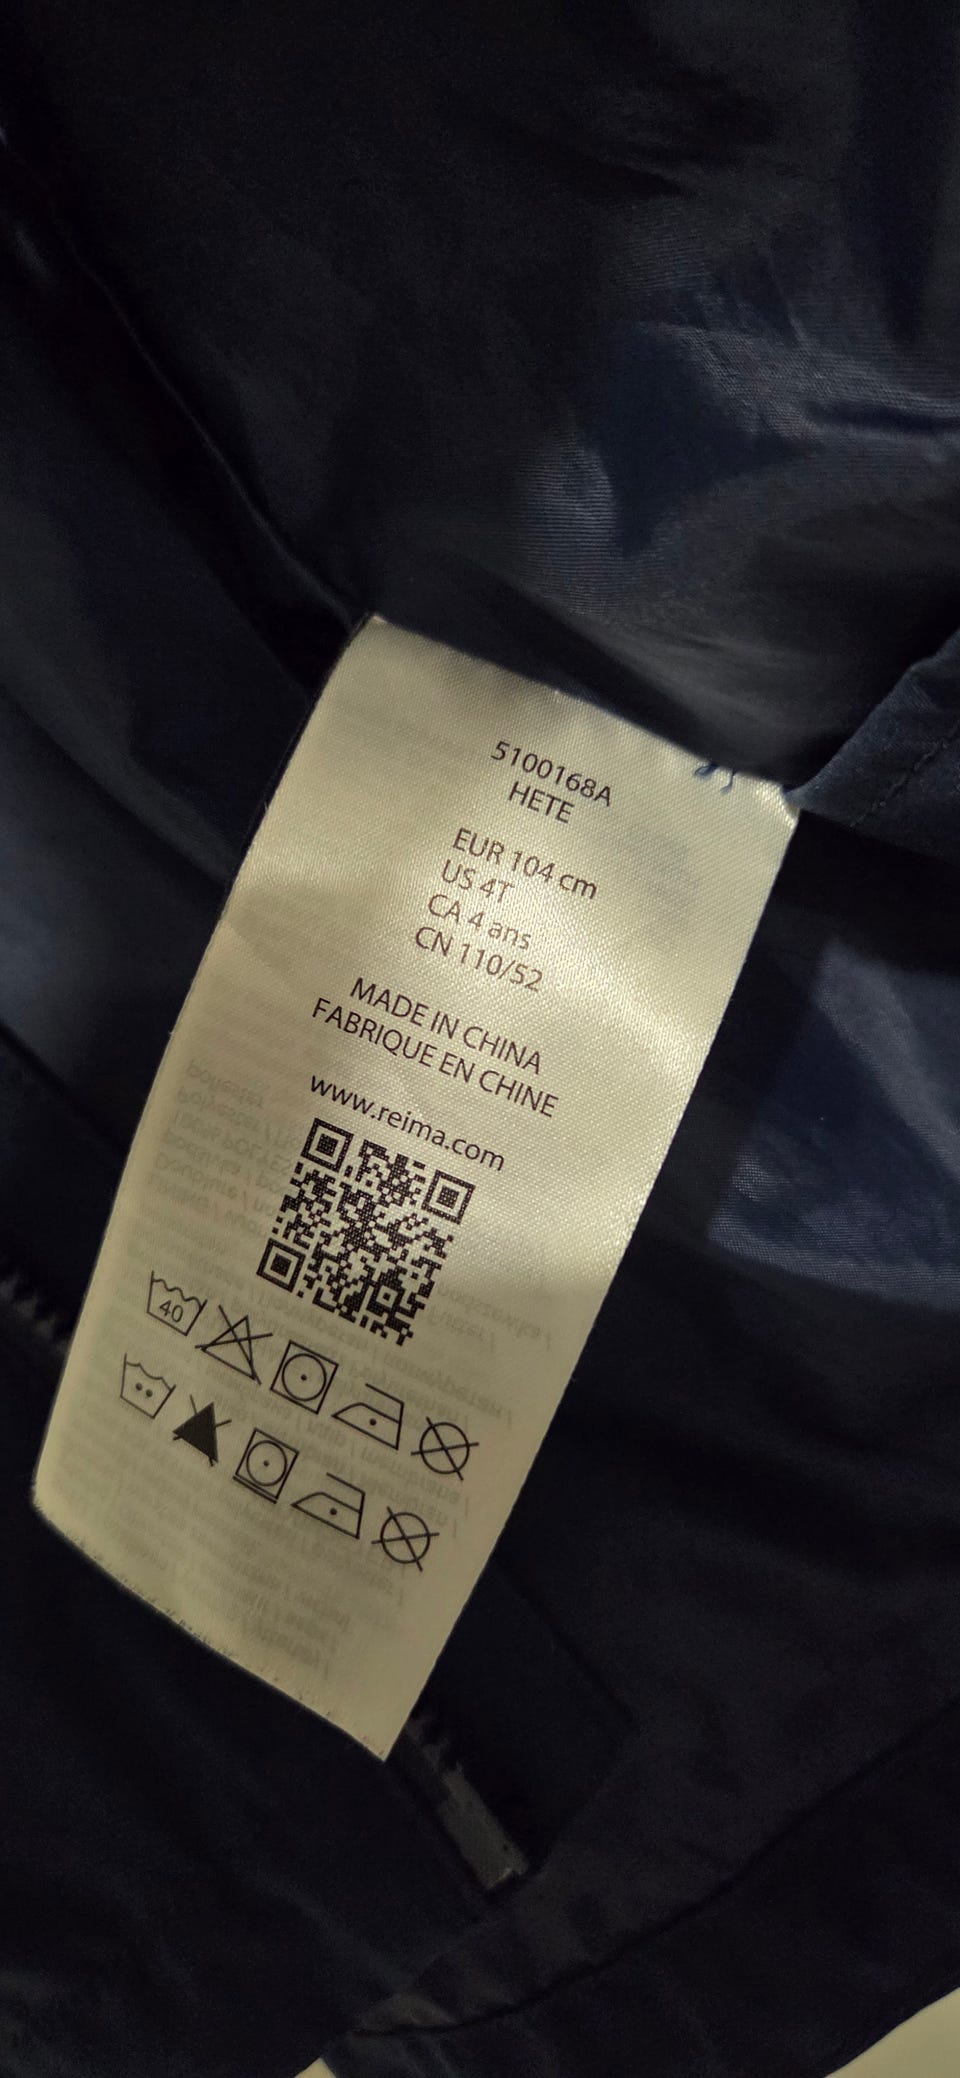 5100168A
HETE
EUR 104 cm
US 4T
CA 4 ans
CN 110/52
MADE IN CHINA
FABRIQUE EN CHINE
www.reima.com
40